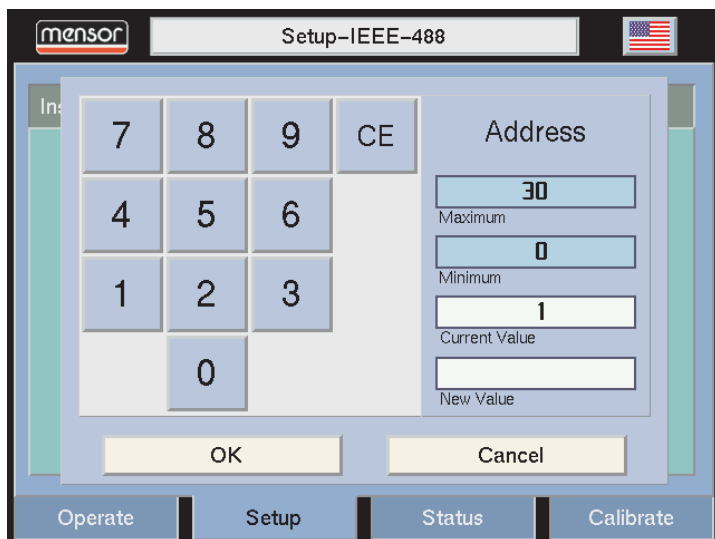 mensor
Setup–IEEE–488
Ins
7 8 9 CE
4 5 6
1 2 3
0
Address
30
Maximum
0
Minimum
1
Current Value
New Value
OK Cancel
Operate Setup Status Calibrate